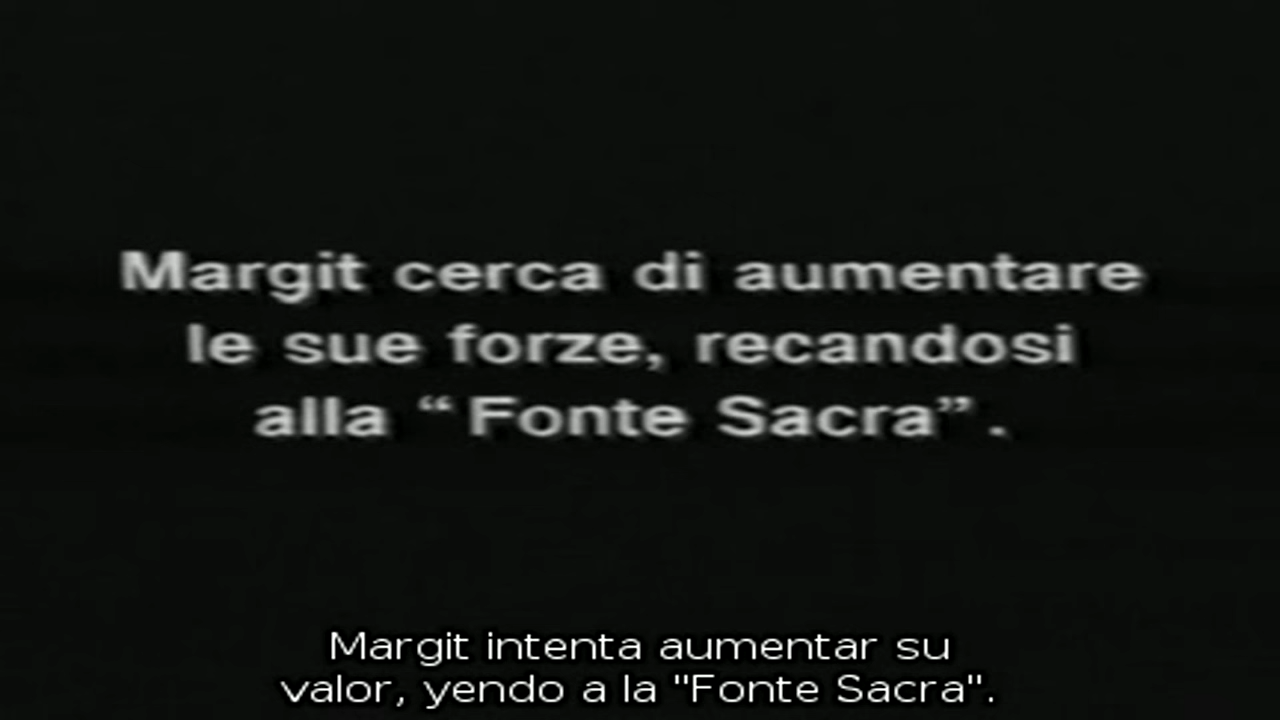 Margit cerca di aumentare
le sue forze, recandosi
alla “Fonte Sacra”.
Margit intenta aumentar su
valor, yendo a la "Fonte Sacra".